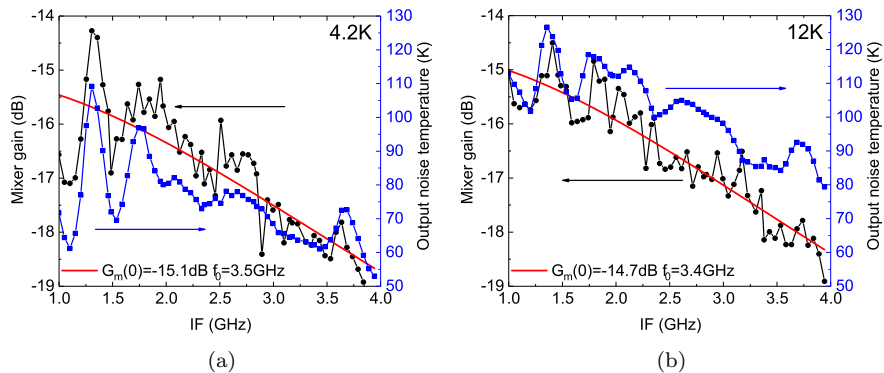 4.2K
-14
-15
-16
-17
-18
-19
Mixer gain (dB)
130
120
110
100
90
80
70
60
50
Output noise temperature (K)
G_m(0)=-15.1dB f_0=3.5GHz
1.0 1.5 2.0 2.5 3.0 3.5 4.0
IF (GHz)
(a)
12K
-14
-15
-16
-17
-18
-19
Mixer gain (dB)
130
120
110
100
90
80
70
60
50
Output noise temperature (K)
G_m(0)=-14.7dB f_0=3.4GHz
1.0 1.5 2.0 2.5 3.0 3.5 4.0
IF (GHz)
(b)